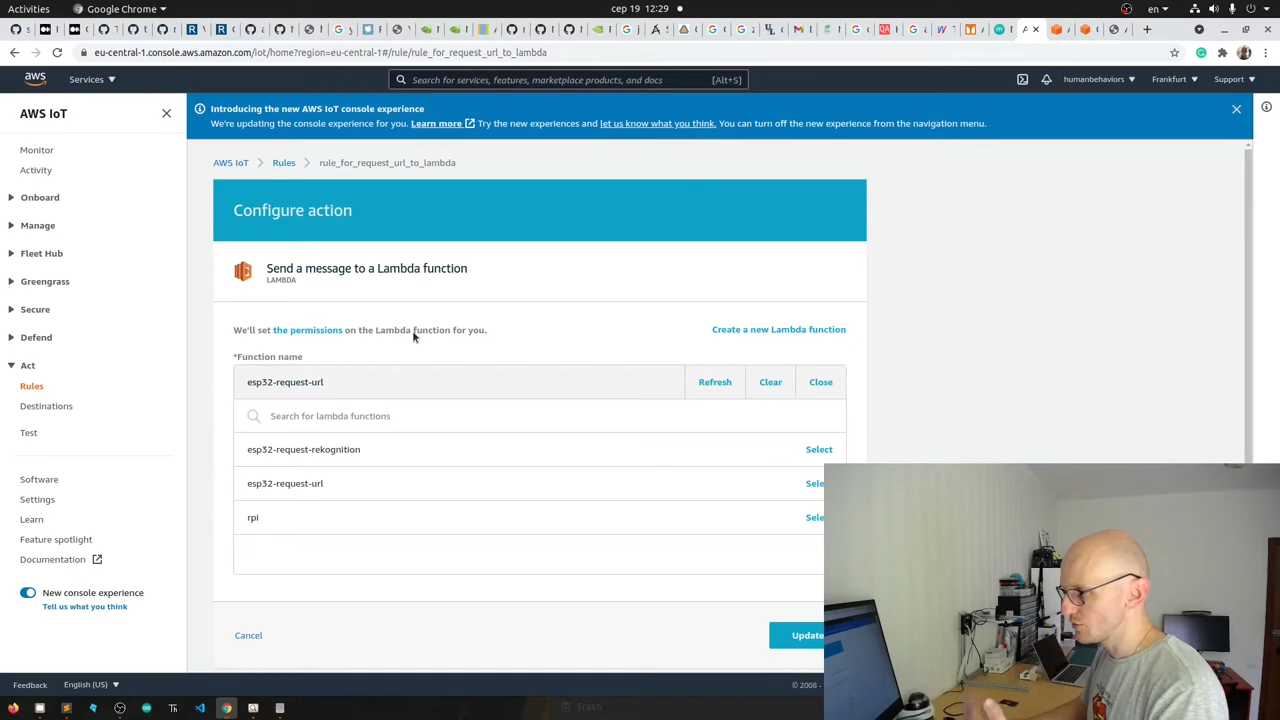 Activities
Google Chrome
сер 19 12:29
en
eu-central-1.console.aws.amazon.com/iot/home?region=eu-central-1#/rule/rule_for_request_url_to_lambda
aws
Services
Search for services, features, marketplace products, and docs
[Alt+S]
humanbehaviors
Frankfurt
Support
AWS IoT
Monitor
Activity
Onboard
Manage
Fleet Hub
Greengrass
Secure
Defend
Act
Rules
Destinations
Test
Software
Settings
Learn
Feature spotlight
Documentation
New console experience
Tell us what you think
Introducing the new AWS IoT console experience
We're updating the console experience for you. Learn more Try the new experiences and let us know what you think. You can turn off the new experience from the navigation menu.
AWS IoT
Rules
rule_for_request_url_to_lambda
Configure action
Send a message to a Lambda function
LAMBDA
We'll set the permissions on the Lambda function for you.
Create a new Lambda function
*Function name
esp32-request-url
Refresh
Clear
Close
Search for lambda functions
esp32-request-rekognition
Select
esp32-request-url
Sele
rpi
Sele
Cancel
Update
Feedback
English (US)
© 2008 -
Trash